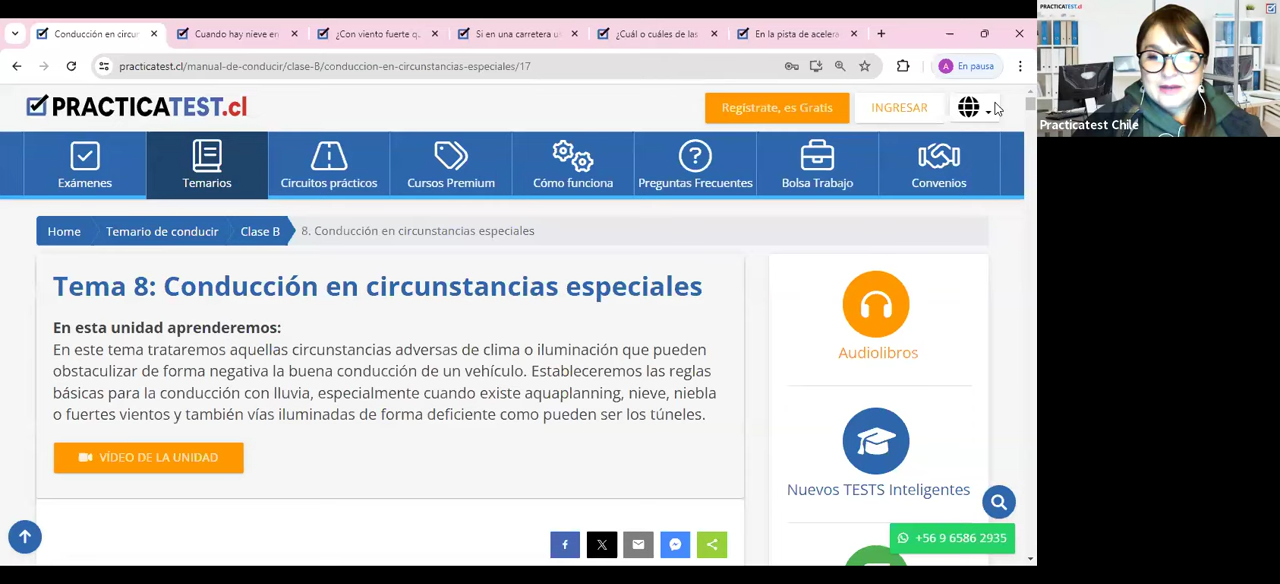 Conducción en circur
Cuando hay nieve en
¿Con viento fuerte q
Si en una carretera u
¿Cuál o cuáles de las
En la pista de acelera
practicatest.cl/manual-de-conducir/clase-B/conduccion-en-circunstancias-especiales/17
A En pausa
PRACTICATEST.cl
Regístrate, es Gratis
INGRESAR
Exámenes
Temarios
Circuitos prácticos
Cursos Premium
Cómo funciona
Preguntas Frecuentes
Bolsa Trabajo
Convenios
Home
Temario de conducir
Clase B
8. Conducción en circunstancias especiales
Tema 8: Conducción en circunstancias especiales
En esta unidad aprenderemos:
En este tema trataremos aquellas circunstancias adversas de clima o iluminación que pueden
obstaculizar de forma negativa la buena conducción de un vehículo. Estableceremos las reglas
básicas para la conducción con lluvia, especialmente cuando existe aquaplanning, nieve, niebla
o fuertes vientos y también vías iluminadas de forma deficiente como pueden ser los túneles.
VÍDEO DE LA UNIDAD
Audiolibros
Nuevos TESTS Inteligentes
+56 9 6586 2935
PRACTICATEST.cl
Practicatest Chile